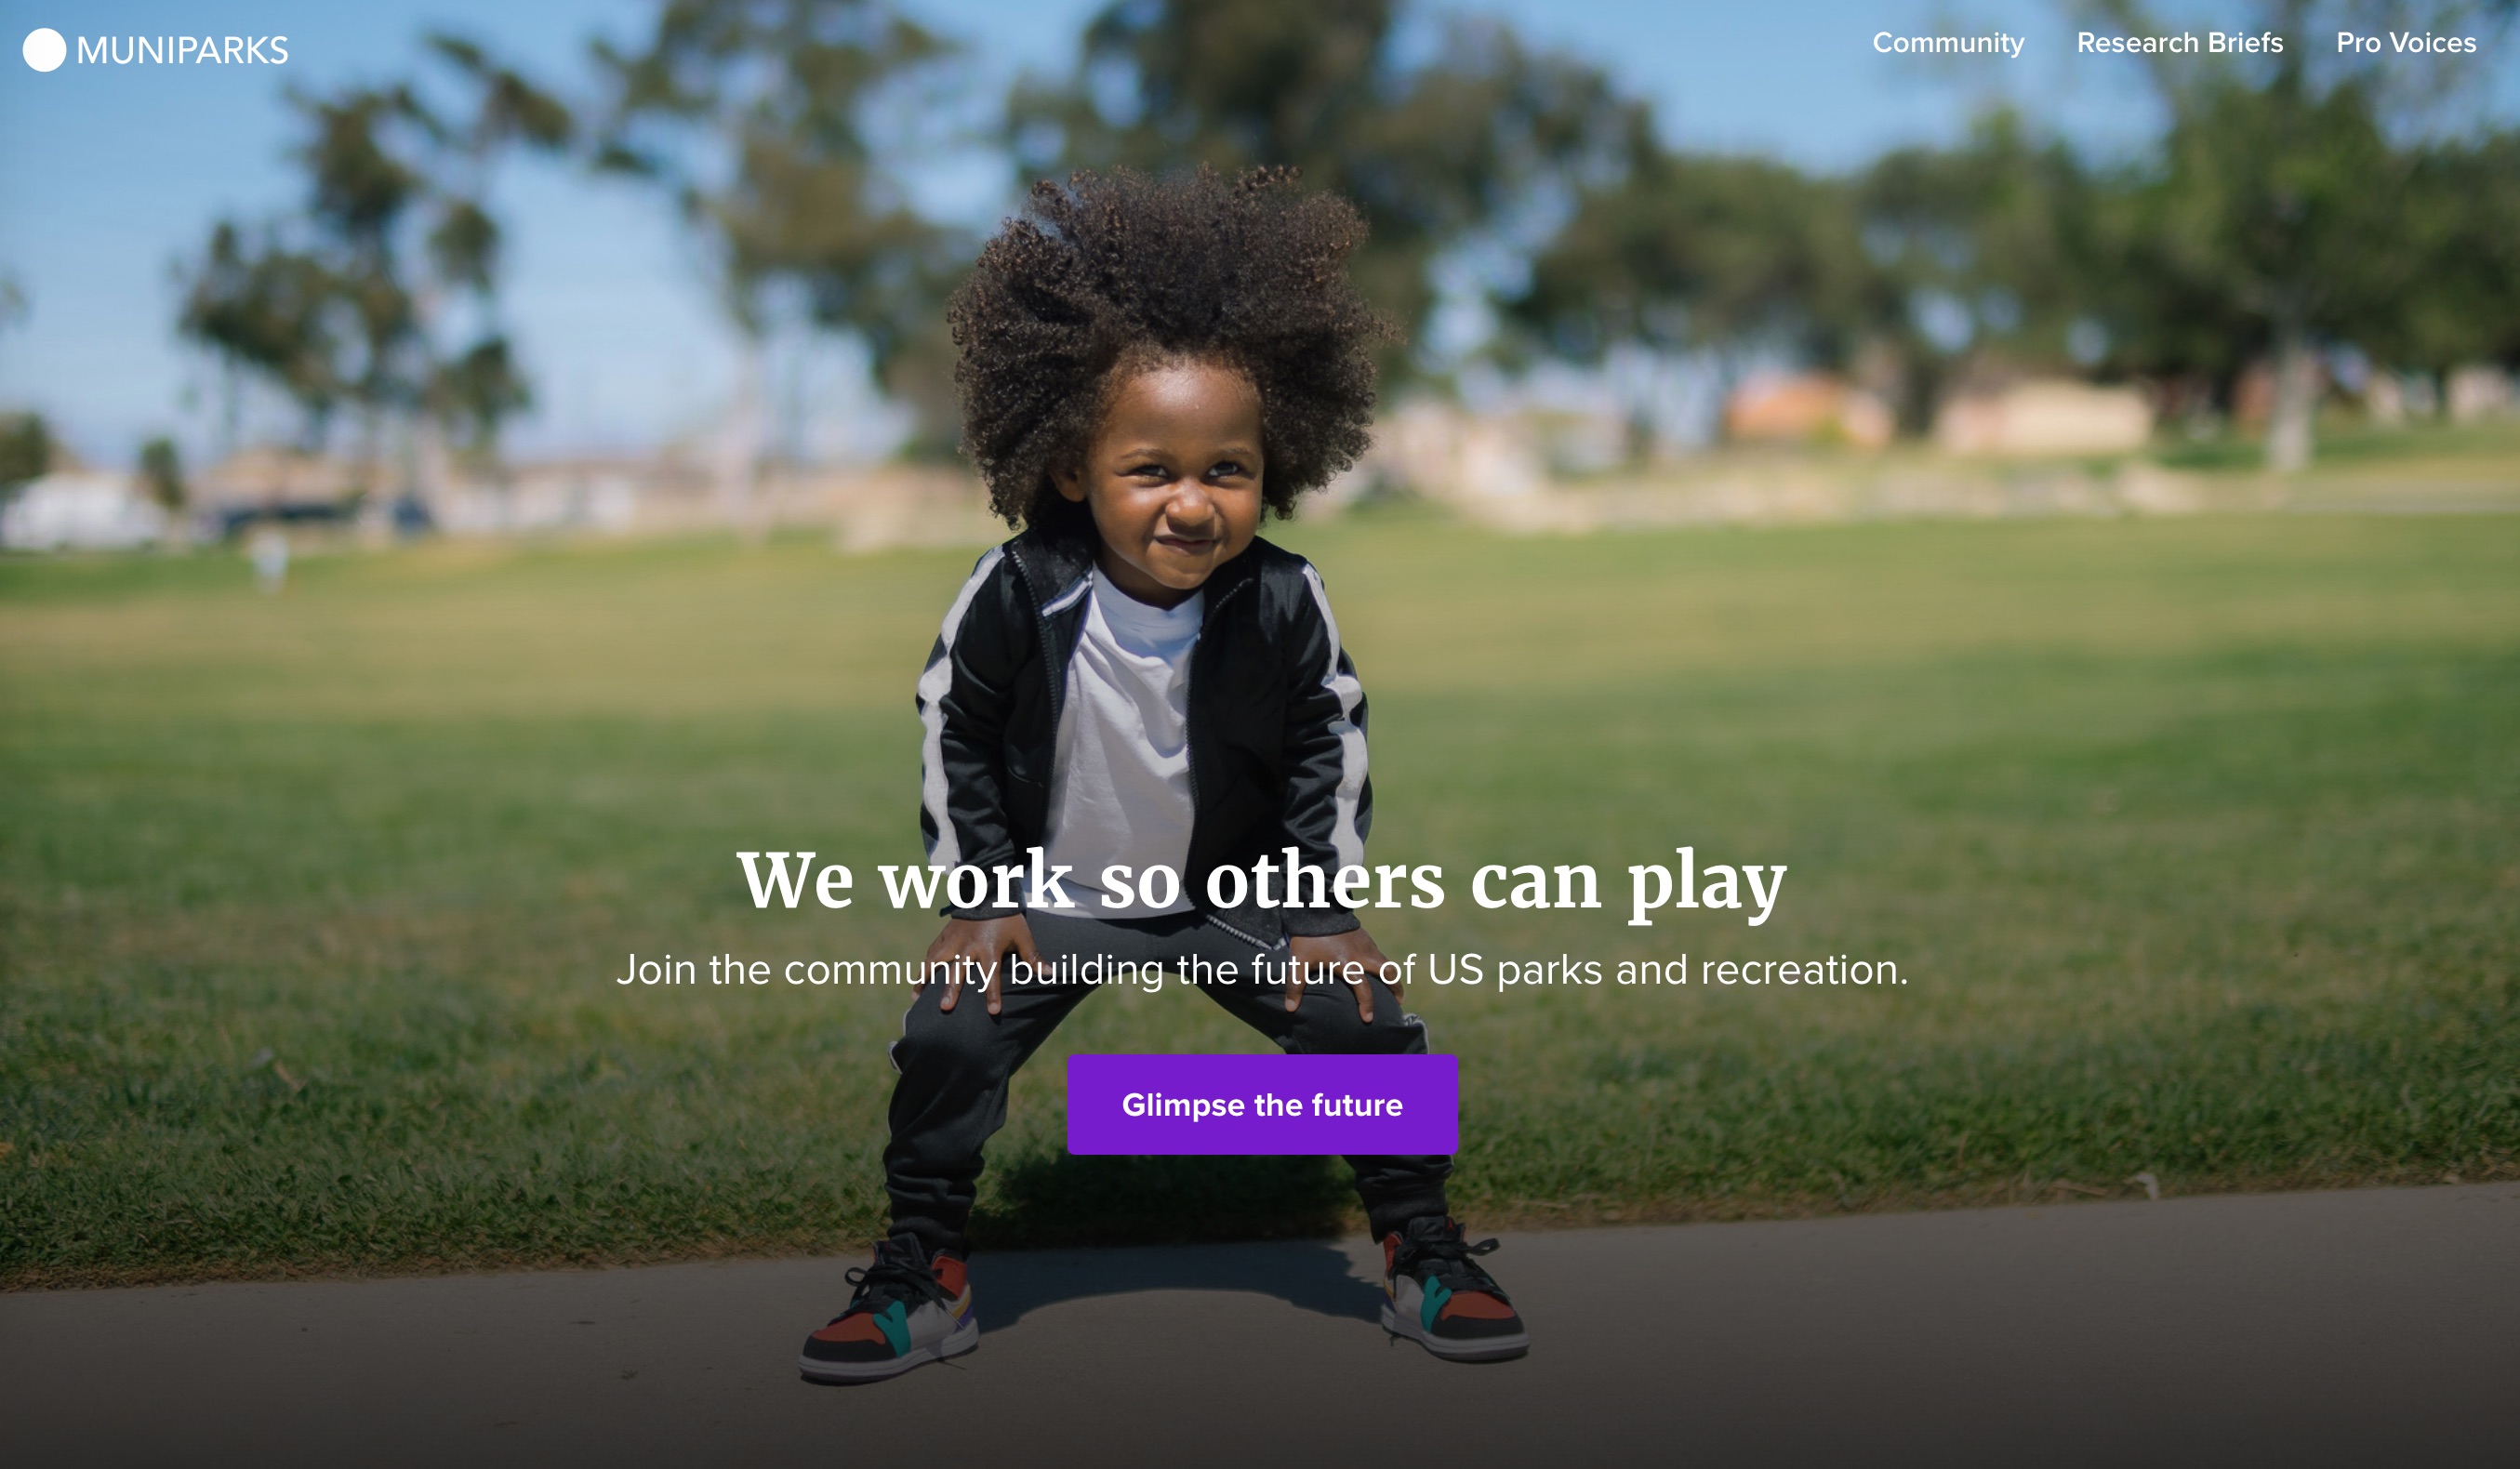 MUNIPARKS
Community
Research Briefs
Pro Voices
We work so others can play
Join the community building the future of US parks and recreation.
Glimpse the future